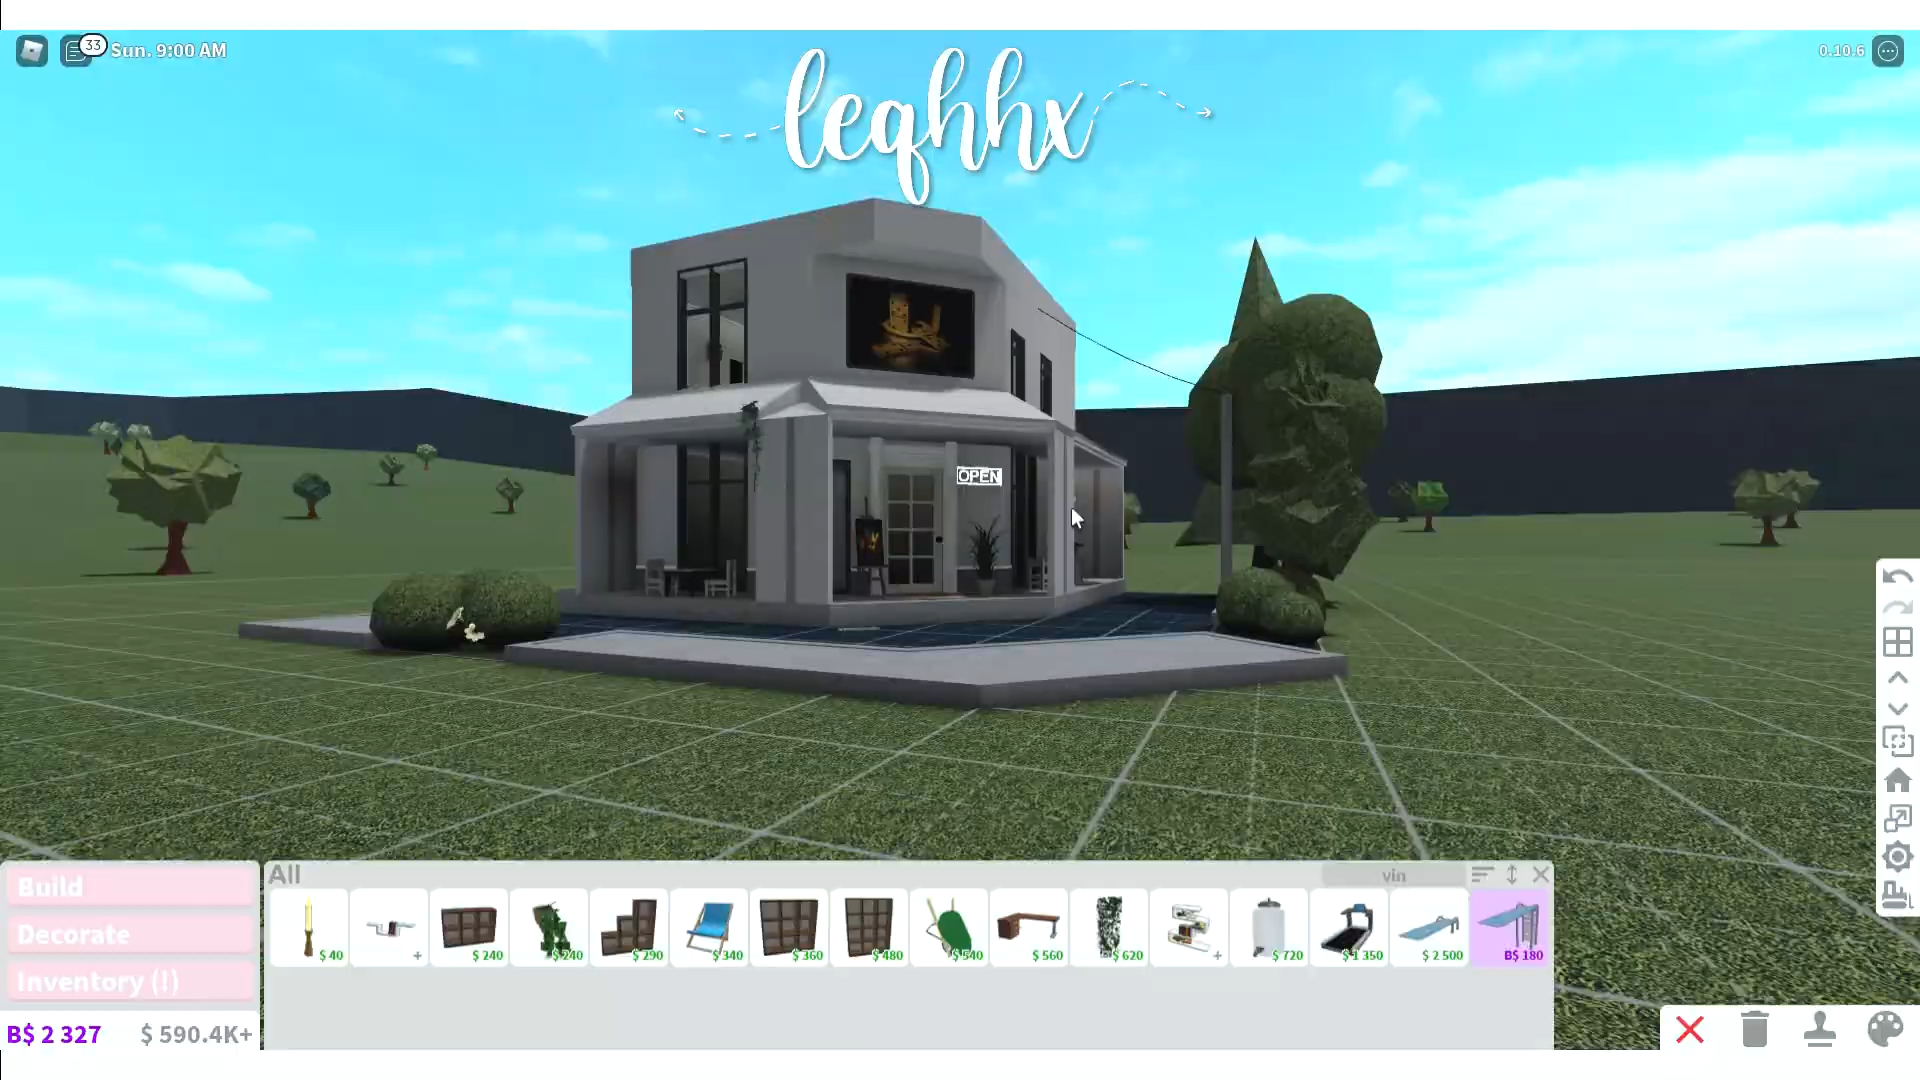 33
Sun. 9:00 AM
0.10.6
leqhhx
OPEN
Build
Decorate
Inventory (!)
B$ 2 327
$ 590.4K+
All
vin
$ 40
+
$ 240
$ 240
$ 290
$ 340
$ 360
$ 480
$ 540
$ 560
$ 620
+
$ 720
$ 1 350
$ 2 500
B$ 180